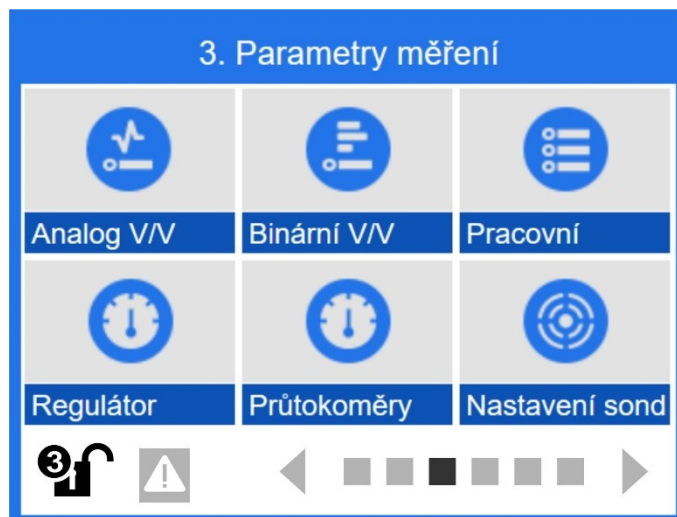 3. Parametry měření
Analog V/V
Binární V/V
Pracovní
Regulátor
Průtokoměry
Nastavení sond
3